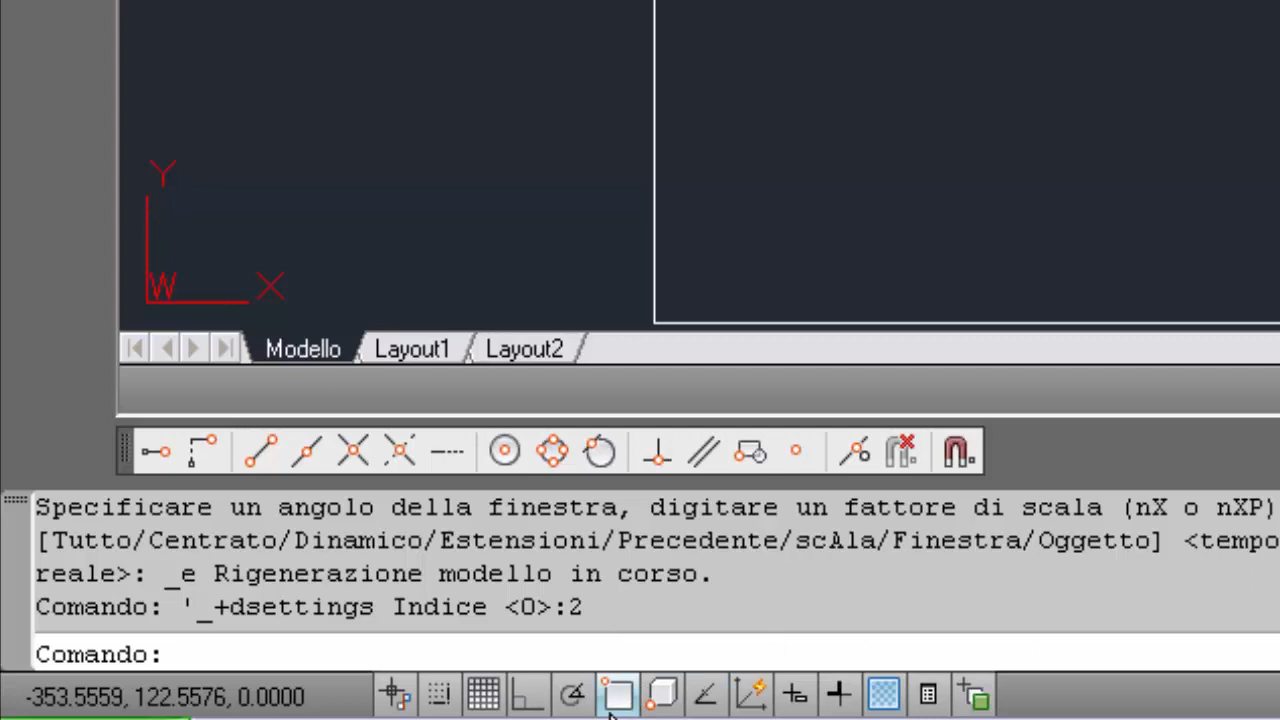 Y
W X
Modello Layout1 Layout2
Specificare un angolo della finestra, digitare un fattore di scala (nX o nXP)
[Tutto/Centrato/Dinamico/Estensioni/Precedente/scAla/Finestra/Oggetto] <tempo
reale>: _e Rigenerazione modello in corso.
Comando: '_+dsettings Indice <0>:2
Comando:
-353.5559, 122.5576, 0.0000